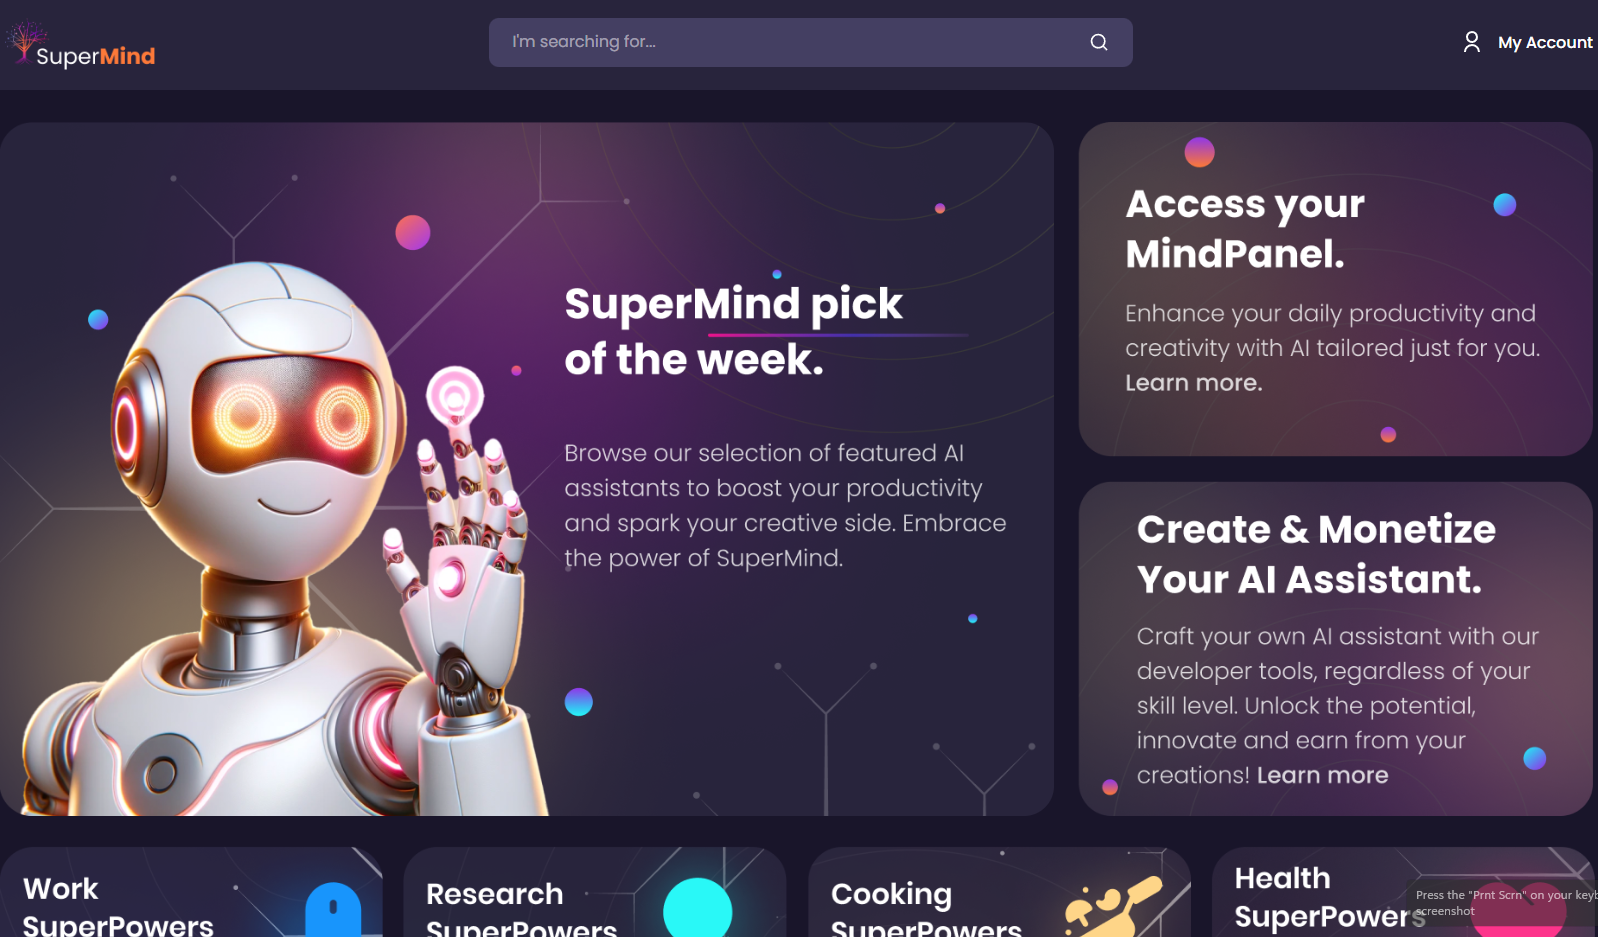 SuperMind
I'm searching for...
My Account
SuperMind pick
of the week.
Browse our selection of featured AI
assistants to boost your productivity
and spark your creative side. Embrace
the power of SuperMind.
Access your
MindPanel.
Enhance your daily productivity and
creativity with AI tailored just for you.
Learn more.
Create & Monetize
Your AI Assistant.
Craft your own AI assistant with our
developer tools, regardless of your
skill level. Unlock the potential,
innovate and earn from your
creations! Learn more
Work
SuperPowers
Research
SuperPowers
Cooking
SuperPowers
Health
SuperPowers
Press the "Prnt Scrn" on your keyb
screenshot